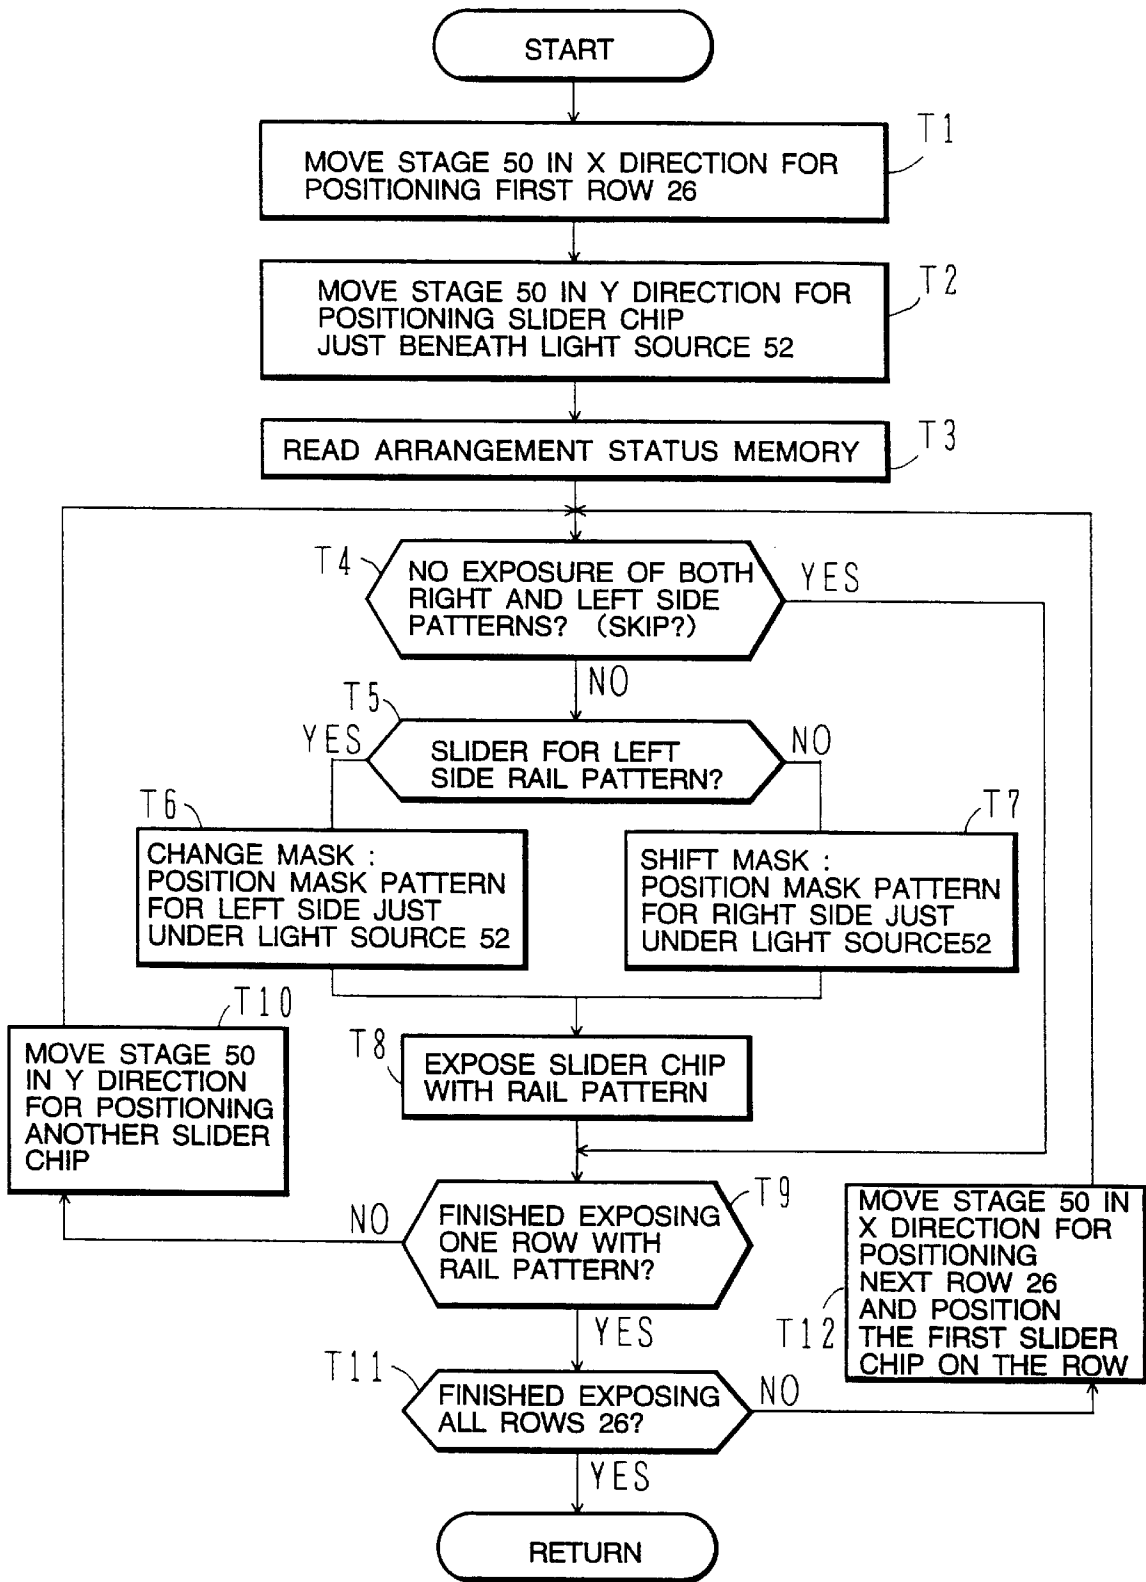 START
T1
MOVE STAGE 50 IN X DIRECTION FOR
POSITIONING FIRST ROW 26
T2
MOVE STAGE 50 IN Y DIRECTION FOR
POSITIONING SLIDER CHIP
JUST BENEATH LIGHT SOURCE 52
T3
READ ARRANGEMENT STATUS MEMORY
T4
NO EXPOSURE OF BOTH
RIGHT AND LEFT SIDE
PATTERNS? (SKIP?)
YES
NO
T5
YES
SLIDER FOR LEFT
SIDE RAIL PATTERN?
NO
T6
CHANGE MASK :
POSITION MASK PATTERN
FOR LEFT SIDE JUST
UNDER LIGHT SOURCE 52
T7
SHIFT MASK :
POSITION MASK PATTERN
FOR RIGHT SIDE JUST
UNDER LIGHT SOURCE52
T8
EXPOSE SLIDER CHIP
WITH RAIL PATTERN
T10
MOVE STAGE 50
IN Y DIRECTION
FOR POSITIONING
ANOTHER SLIDER
CHIP
T9
NO
FINISHED EXPOSING
ONE ROW WITH
RAIL PATTERN?
YES
T12
MOVE STAGE 50 IN
X DIRECTION FOR
POSITIONING
NEXT ROW 26
AND POSITION
THE FIRST SLIDER
CHIP ON THE ROW
T11
FINISHED EXPOSING
ALL ROWS 26?
NO
YES
RETURN